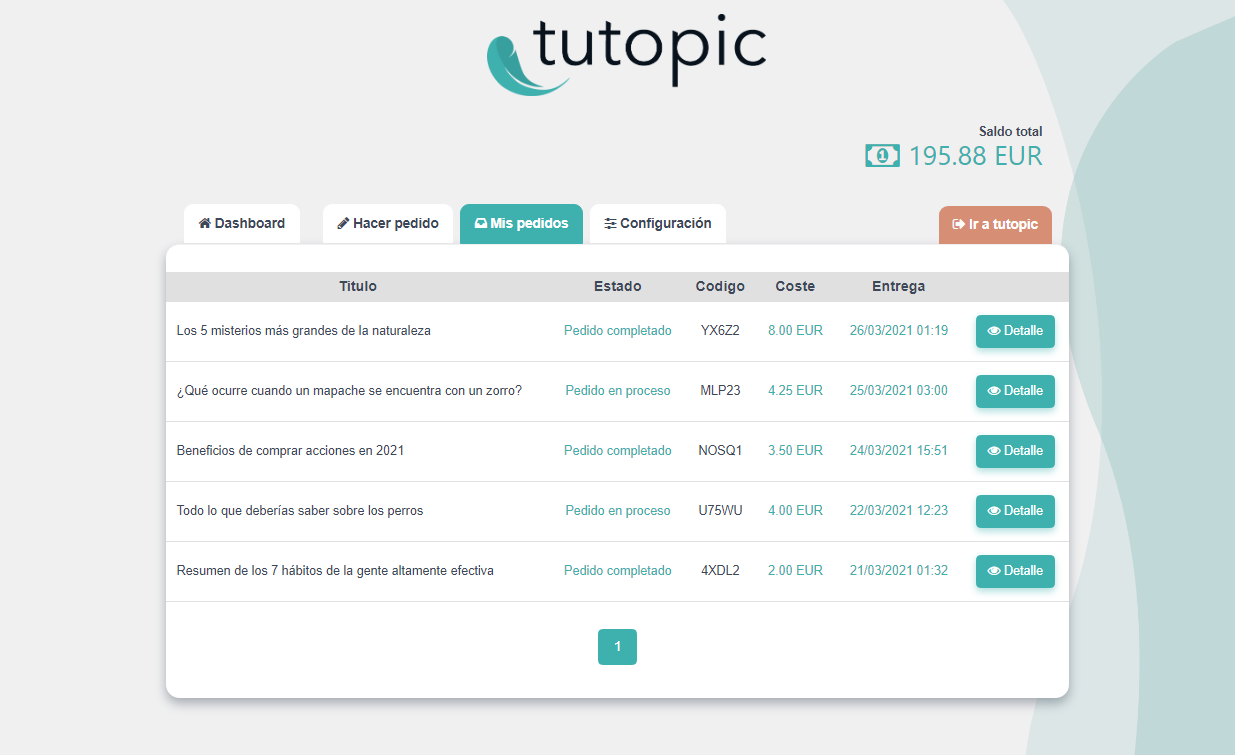 tutopic
Saldo total
195.88 EUR
Dashboard Hacer pedido Mis pedidos Configuración Ir a tutopic
Titulo Estado Codigo Coste Entrega
Los 5 misterios más grandes de la naturaleza Pedido completado YX6Z2 8.00 EUR 26/03/2021 01:19 Detalle
¿Qué ocurre cuando un mapache se encuentra con un zorro? Pedido en proceso MLP23 4.25 EUR 25/03/2021 03:00 Detalle
Beneficios de comprar acciones en 2021 Pedido completado NOSQ1 3.50 EUR 24/03/2021 15:51 Detalle
Todo lo que deberías saber sobre los perros Pedido en proceso U75WU 4.00 EUR 22/03/2021 12:23 Detalle
Resumen de los 7 hábitos de la gente altamente efectiva Pedido completado 4XDL2 2.00 EUR 21/03/2021 01:32 Detalle
1